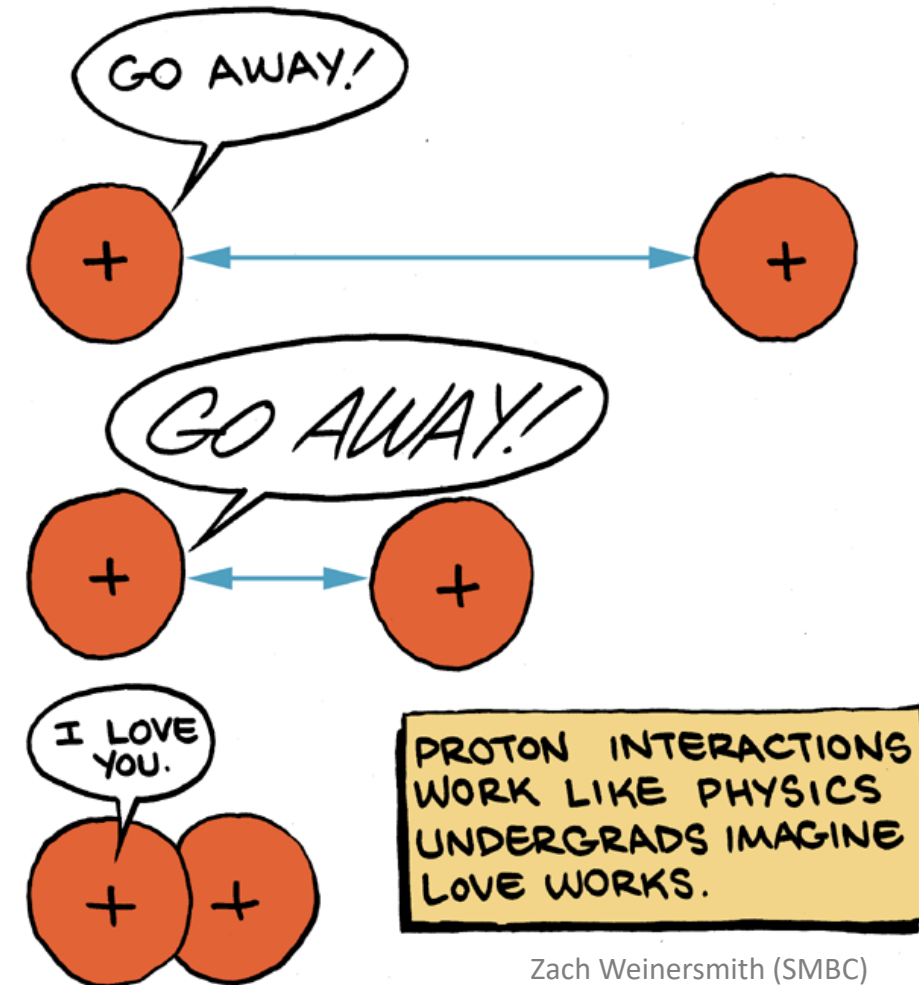 GO AWAY!
+
+
GO AWAY!
+
+
I LOVE
YOU.
+
+
PROTON INTERACTIONS
WORK LIKE PHYSICS
UNDERGRADS IMAGINE
LOVE WORKS.
Zach Weinersmith (SMBC)